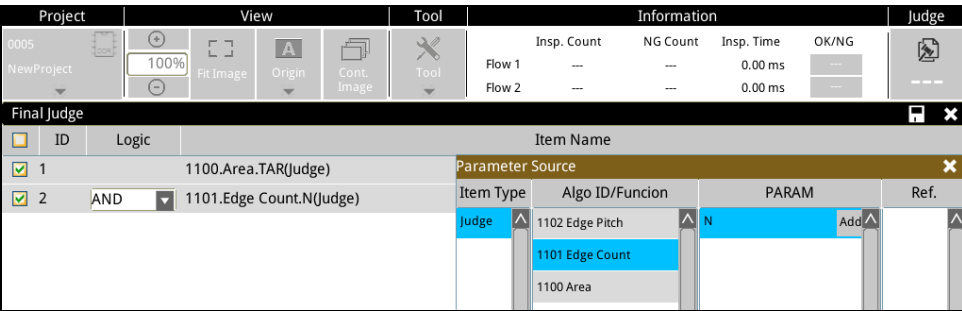 Project View Tool Information Judge
0005
NewProject
100%
Fit Image
Origin
Cont.
Image
Tool
Insp. Count NG Count Insp. Time OK/NG
Flow 1 --- --- 0.00 ms ---
Flow 2 --- --- 0.00 ms ---
---
Final Judge
ID Logic Item Name
1 1100.Area.TAR(Judge)
2 AND 1101.Edge Count.N(Judge)
Parameter Source
Item Type Algo ID/Funcion PARAM Ref.
Judge 1102 Edge Pitch N Add
1101 Edge Count
1100 Area